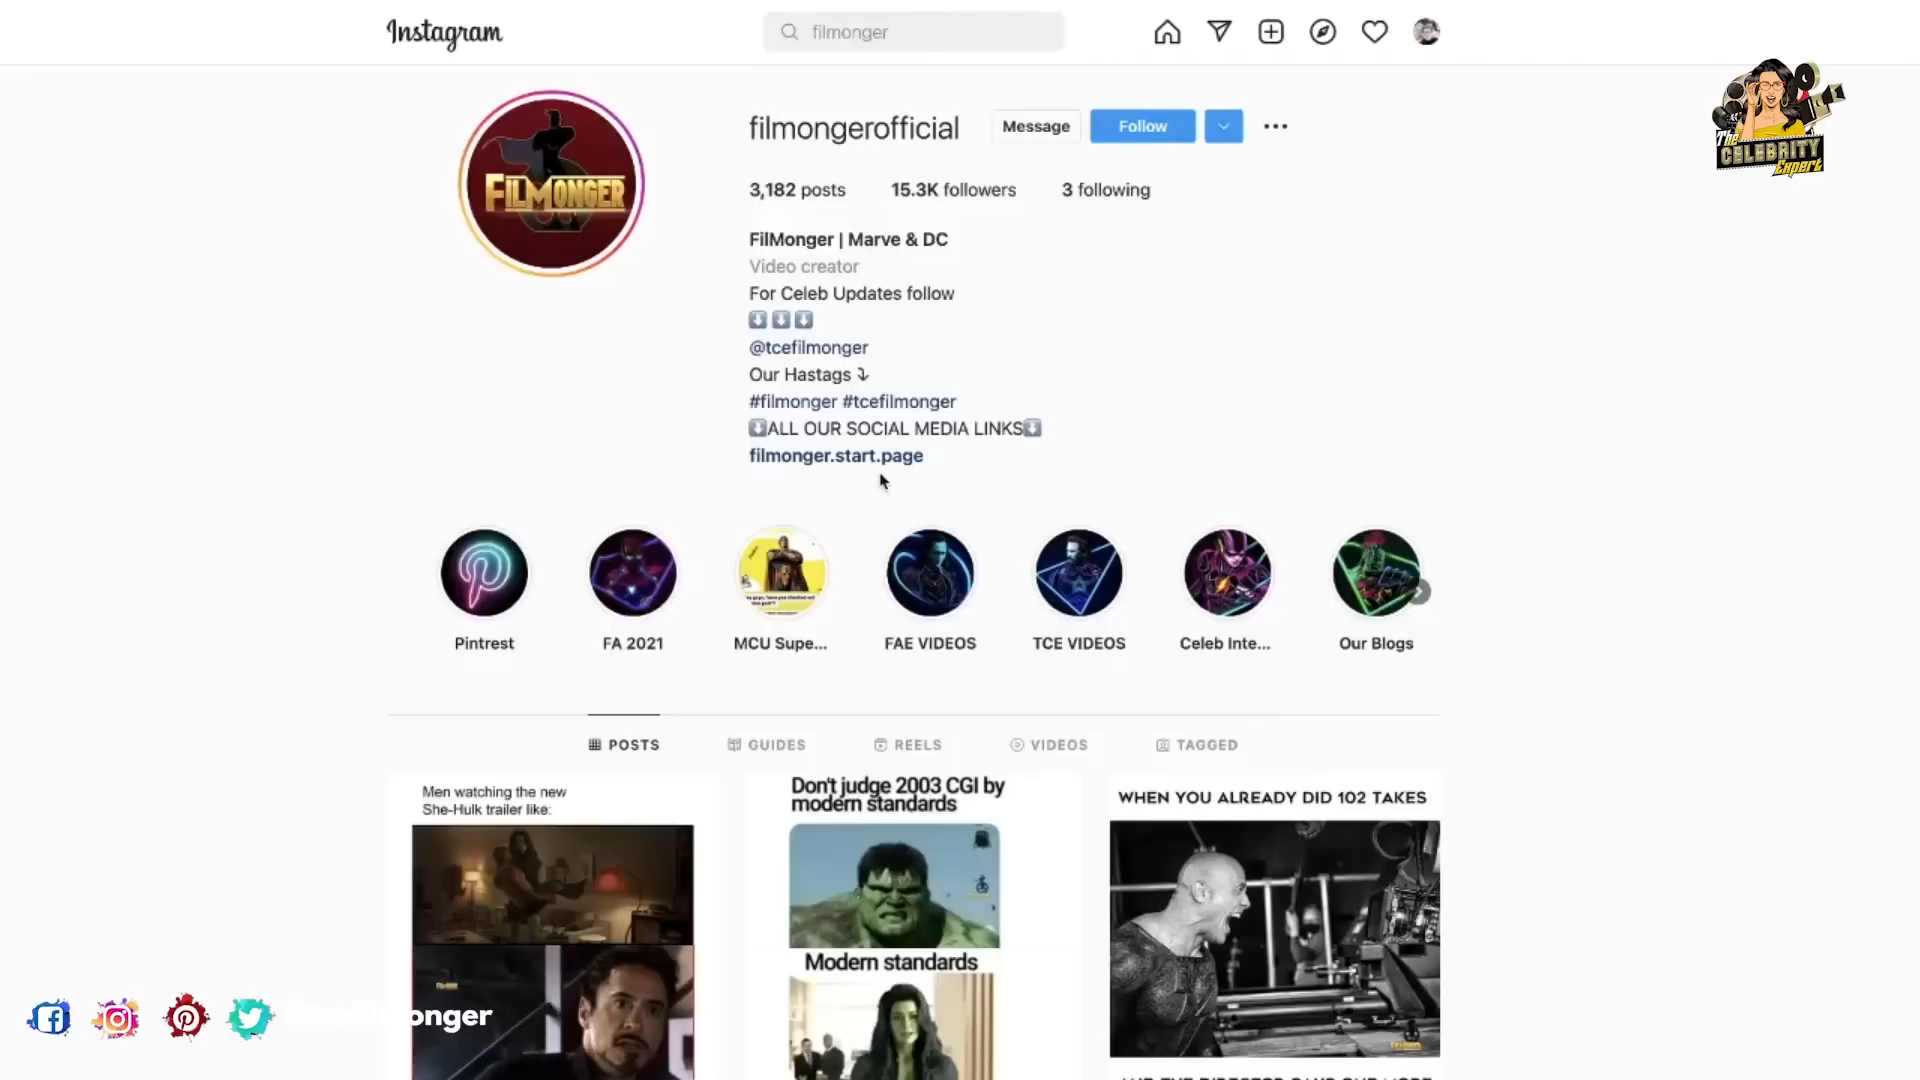 Instagram
filmonger
The
CELEBRITY
Expert
FILMONGER
filmongerofficial
Message
Follow
3,182 posts
15.3K followers
3 following
FilMonger | Marve & DC
Video creator
For Celeb Updates follow
⬇️⬇️⬇️
@tcefilmonger
Our Hastags ⤵
#filmonger #tcefilmonger
⬇️ALL OUR SOCIAL MEDIA LINKS⬇️
filmonger.start.page
Pintrest
FA 2021
MCU Supe...
FAE VIDEOS
TCE VIDEOS
Celeb Inte...
Our Blogs
POSTS
GUIDES
REELS
VIDEOS
TAGGED
Men watching the new
She-Hulk trailer like:
Don't judge 2003 CGI by
modern standards
Modern standards
WHEN YOU ALREADY DID 102 TAKES
onger